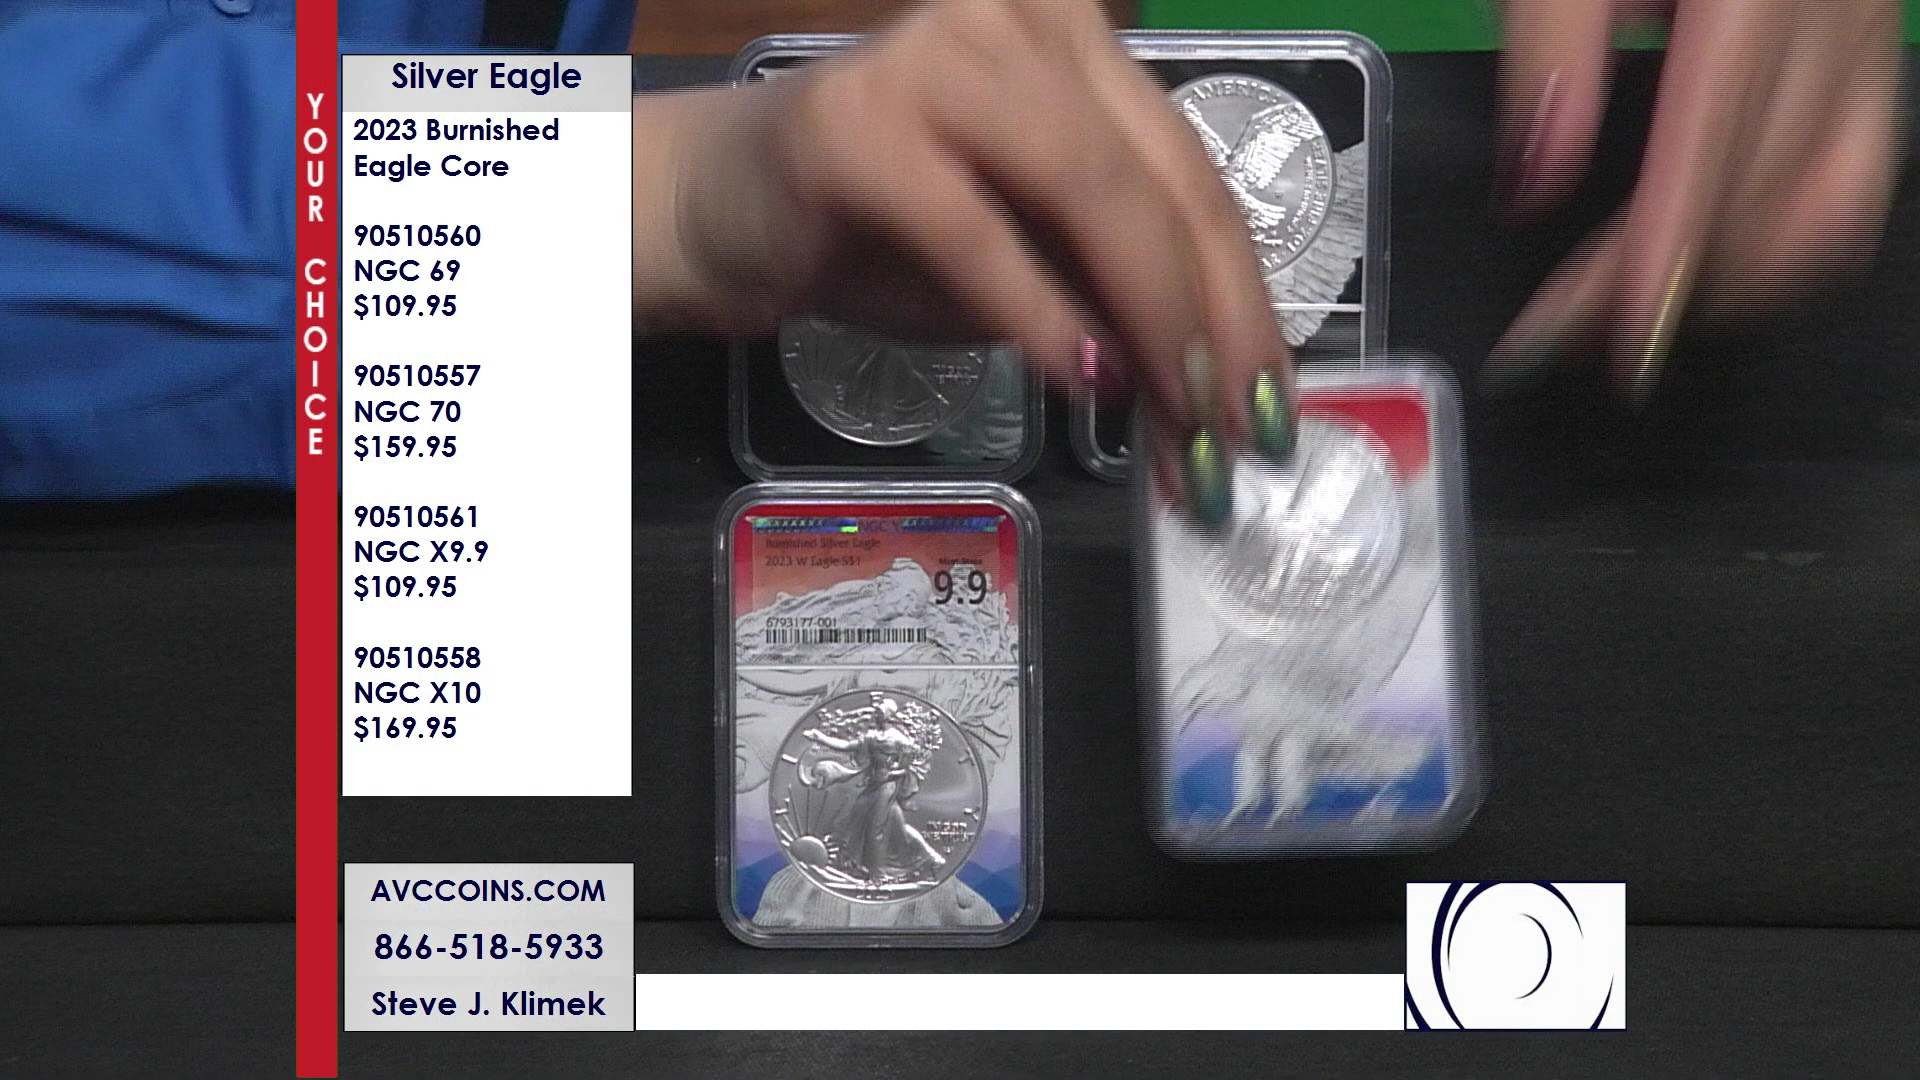 YOUR CHOICE
Silver Eagle
2023 Burnished
Eagle Core
90510560
NGC 69
$109.95
90510557
NGC 70
$159.95
90510561
NGC X9.9
$109.95
90510558
NGC X10
$169.95
AVCCOINS.COM
866-518-5933
Steve J. Klimek
AMERICA
NGC X
Burnished Silver Eagle
2023 W Eagle S$1
9.9
6793177-001